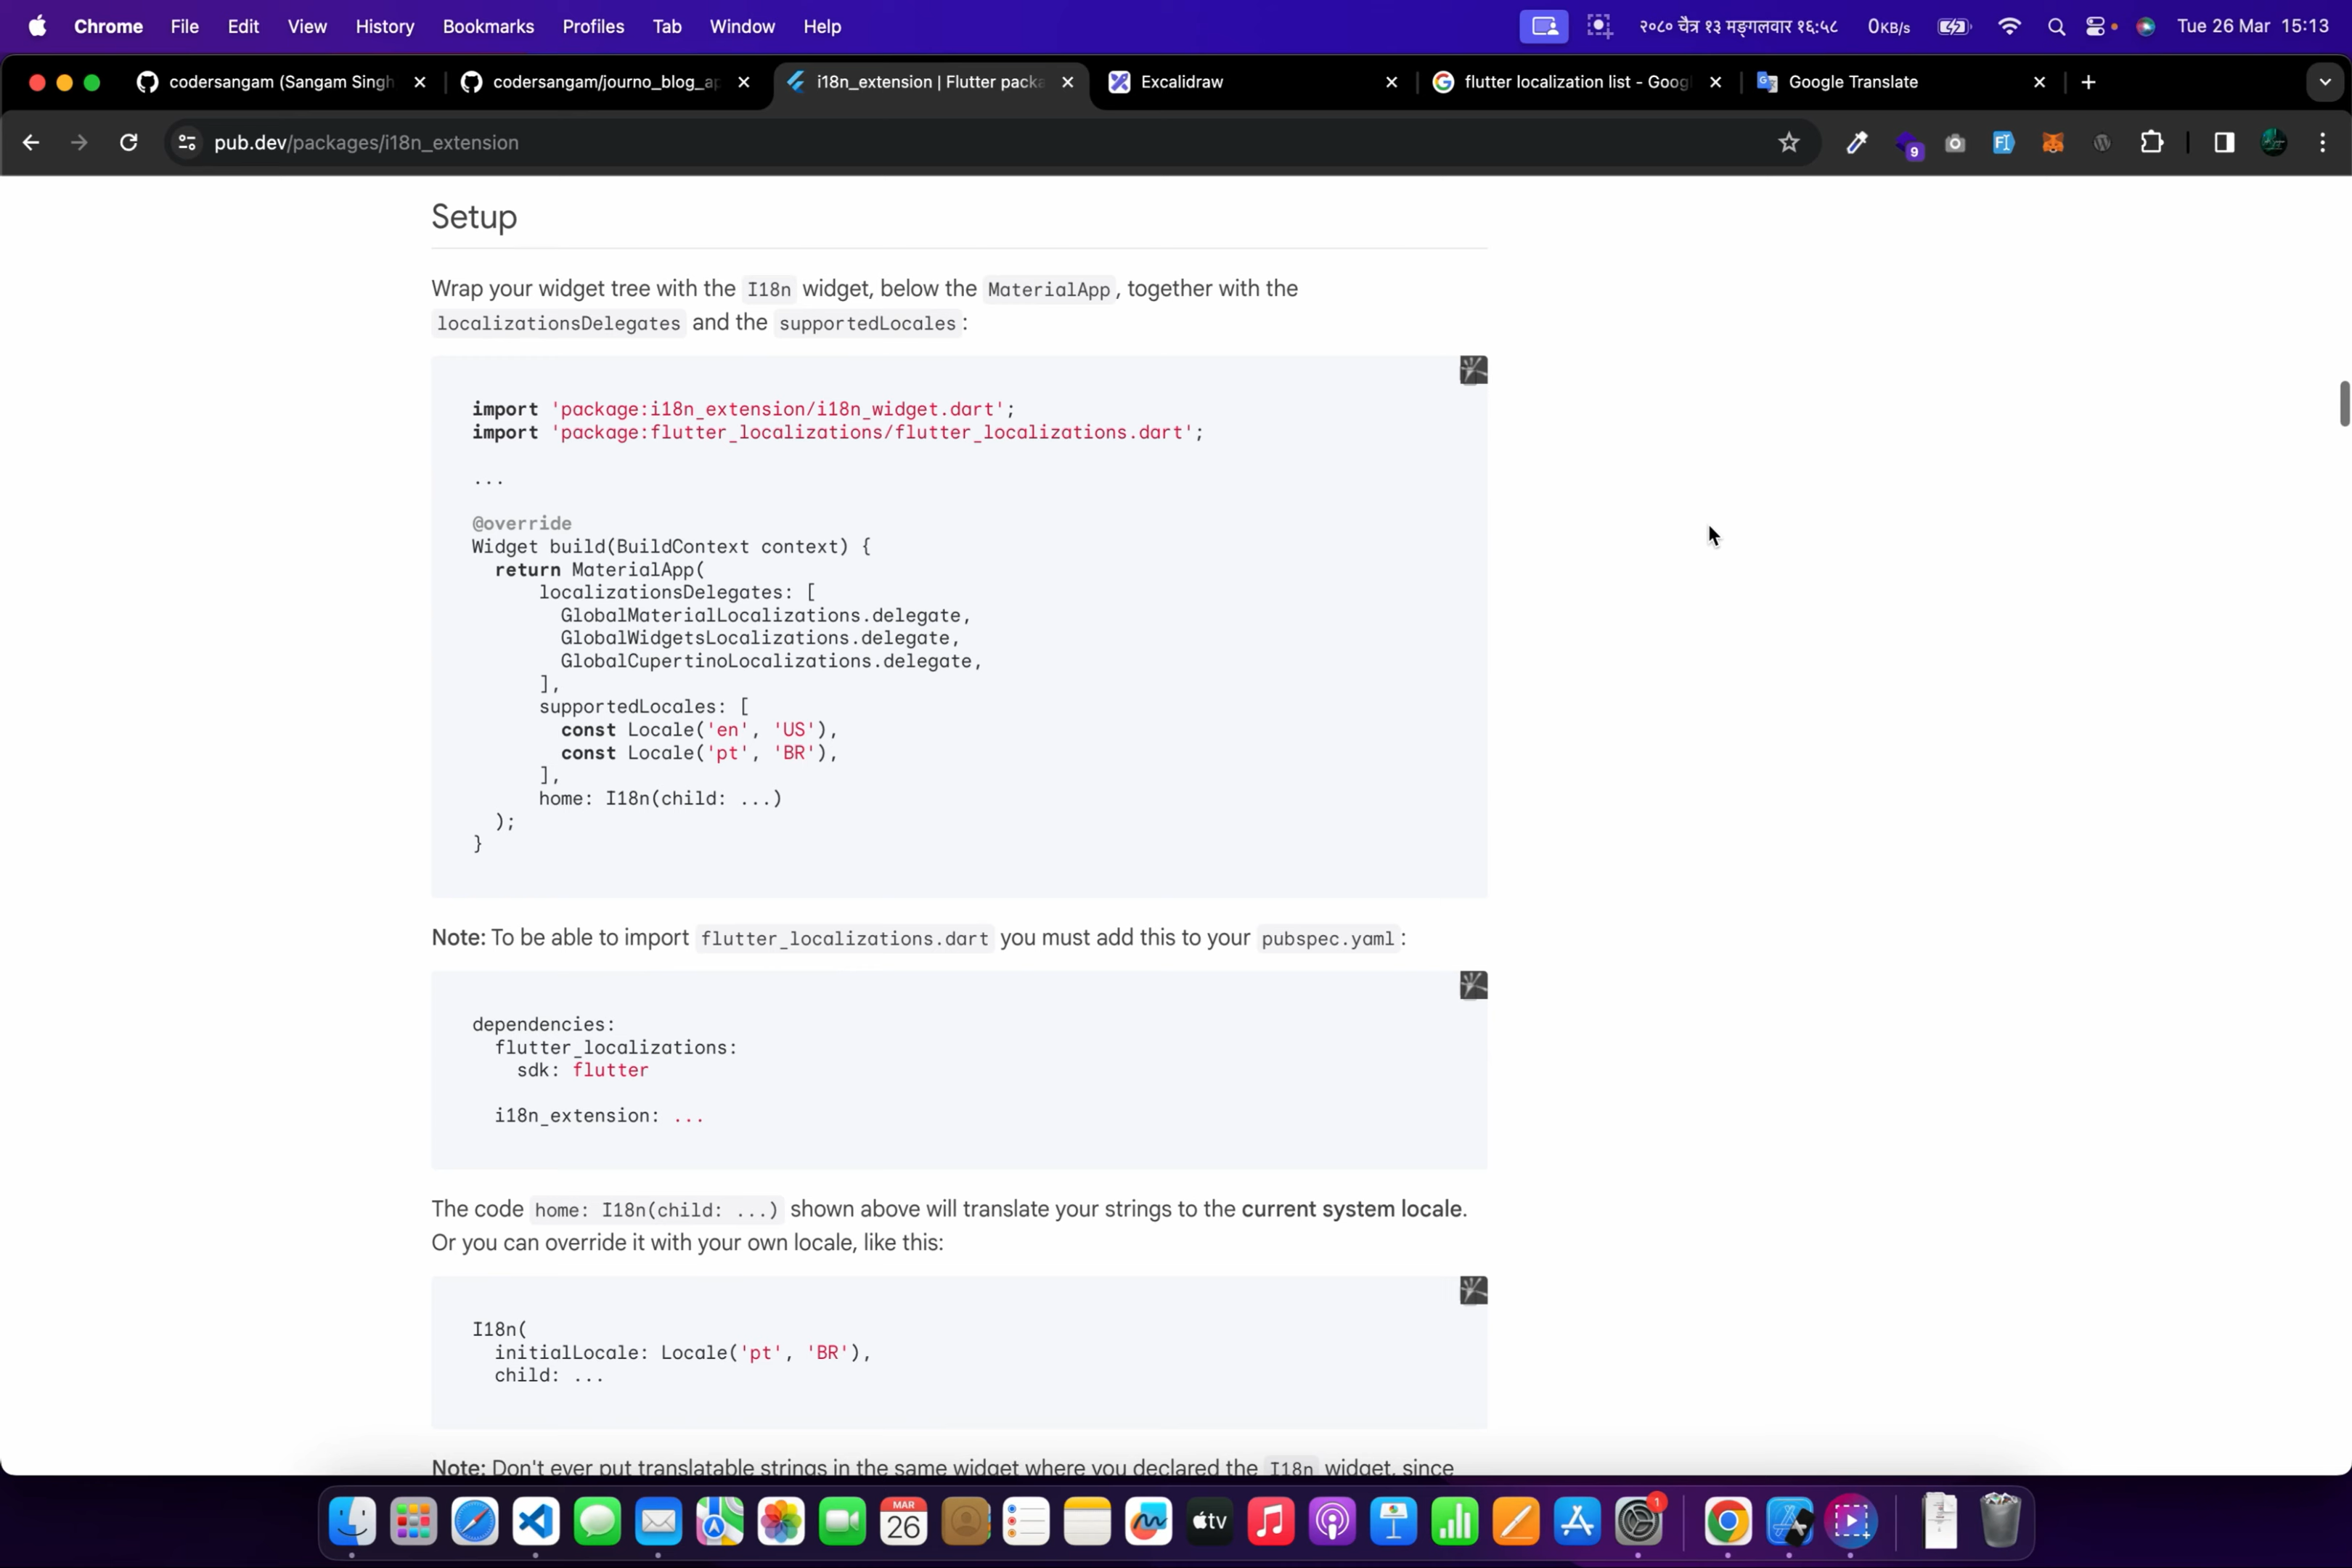 Chrome File Edit View History Bookmarks Profiles Tab Window Help २०८० चैत्र १३ मङ्गलवार १६:५८ 0KB/s Tue 26 Mar 15:13
codersangam (Sangam Singh codersangam/journo_blog_ap i18n_extension | Flutter packa Excalidraw flutter localization list - Goog Google Translate
pub.dev/packages/i18n_extension 9
Setup
Wrap your widget tree with the I18n widget, below the MaterialApp, together with the
localizationsDelegates and the supportedLocales:
import 'package:i18n_extension/i18n_widget.dart';
import 'package:flutter_localizations/flutter_localizations.dart';
...
@override
Widget build(BuildContext context) {
return MaterialApp(
localizationsDelegates: [
GlobalMaterialLocalizations.delegate,
GlobalWidgetsLocalizations.delegate,
GlobalCupertinoLocalizations.delegate,
],
supportedLocales: [
const Locale('en', 'US'),
const Locale('pt', 'BR'),
],
home: I18n(child: ...)
);
}
Note: To be able to import flutter_localizations.dart you must add this to your pubspec.yaml:
dependencies:
flutter_localizations:
sdk: flutter
i18n_extension: ...
The code home: I18n(child: ...) shown above will translate your strings to the current system locale.
Or you can override it with your own locale, like this:
I18n(
initialLocale: Locale('pt', 'BR'),
child: ...
Note: Don't ever put translatable strings in the same widget where you declared the I18n widget, since
MAR
26
tv
1